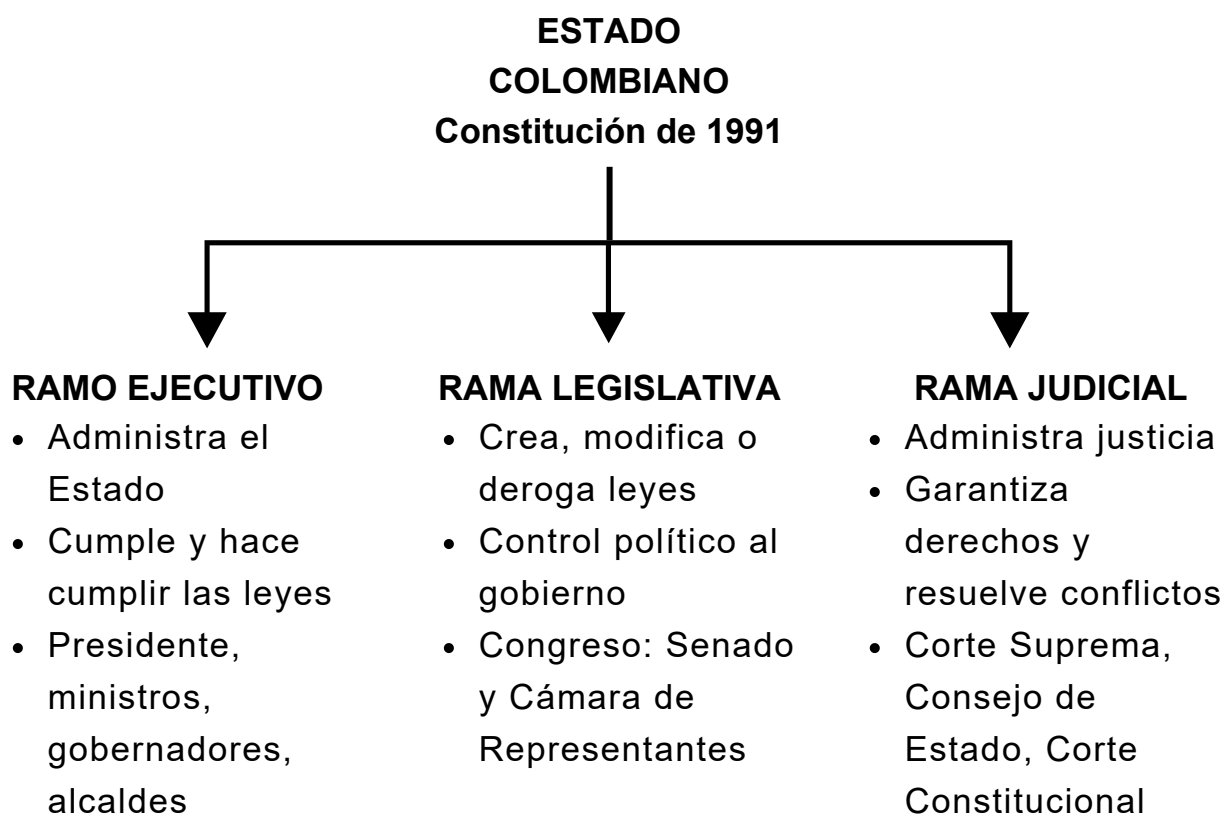 ESTADO
COLOMBIANO
Constitución de 1991
RAMO EJECUTIVO
• Administra el
Estado
• Cumple y hace
cumplir las leyes
• Presidente,
ministros,
gobernadores,
alcaldes
RAMA LEGISLATIVA
• Crea, modifica o
deroga leyes
• Control político al
gobierno
• Congreso: Senado
y Cámara de
Representantes
RAMA JUDICIAL
• Administra justicia
• Garantiza
derechos y
resuelve conflictos
• Corte Suprema,
Consejo de
Estado, Corte
Constitucional